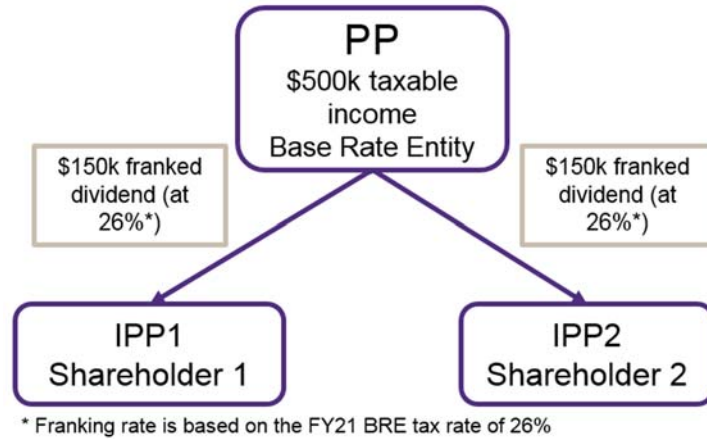 PP
$500k taxable
income
Base Rate Entity
$150k franked
dividend (at
26%*)
$150k franked
dividend (at
26%*)
IPP1
Shareholder 1
IPP2
Shareholder 2
* Franking rate is based on the FY21 BRE tax rate of 26%